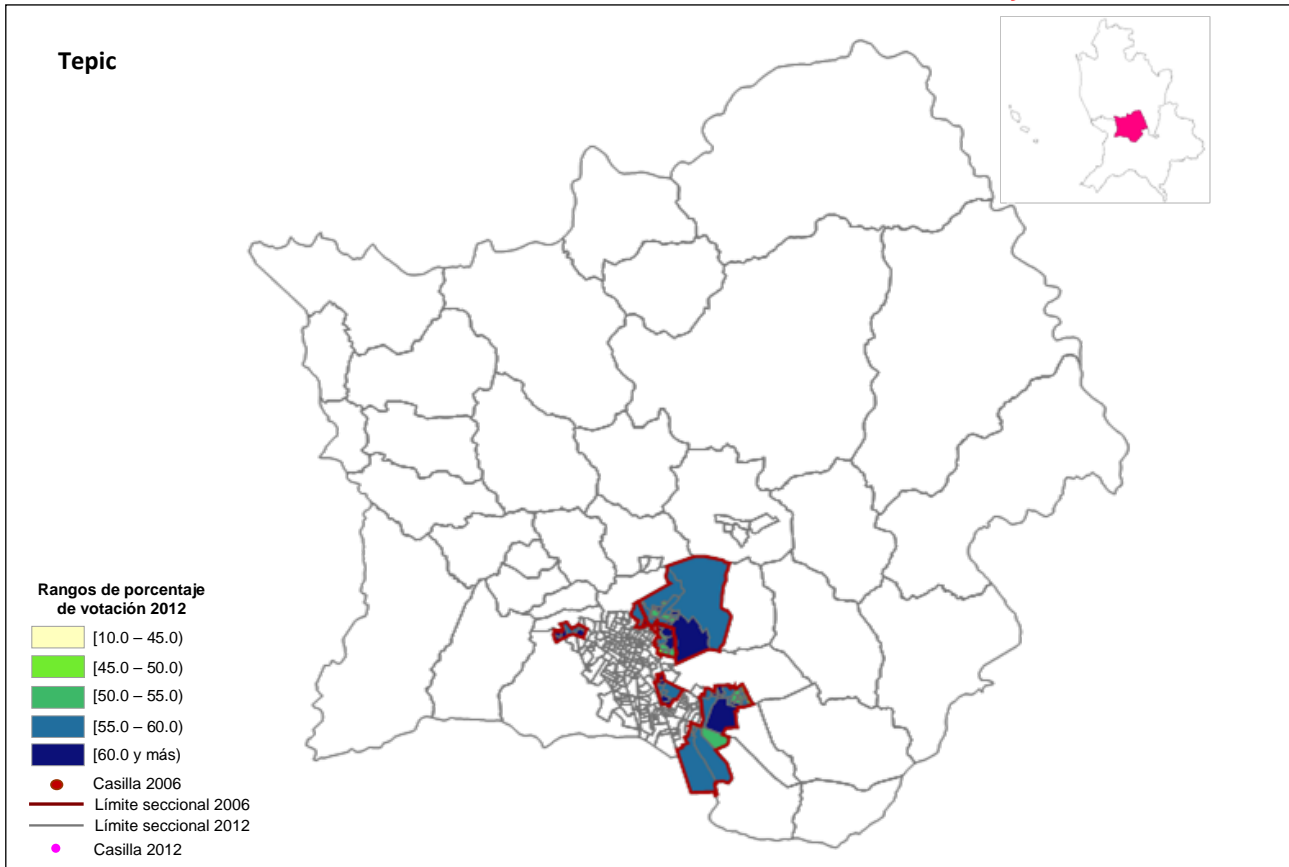 Tepic
Rangos de porcentaje
de votación 2012
[10.0 – 45.0)
[45.0 – 50.0)
[50.0 – 55.0)
[55.0 – 60.0)
[60.0 y más)
Casilla 2006
Límite seccional 2006
Límite seccional 2012
Casilla 2012